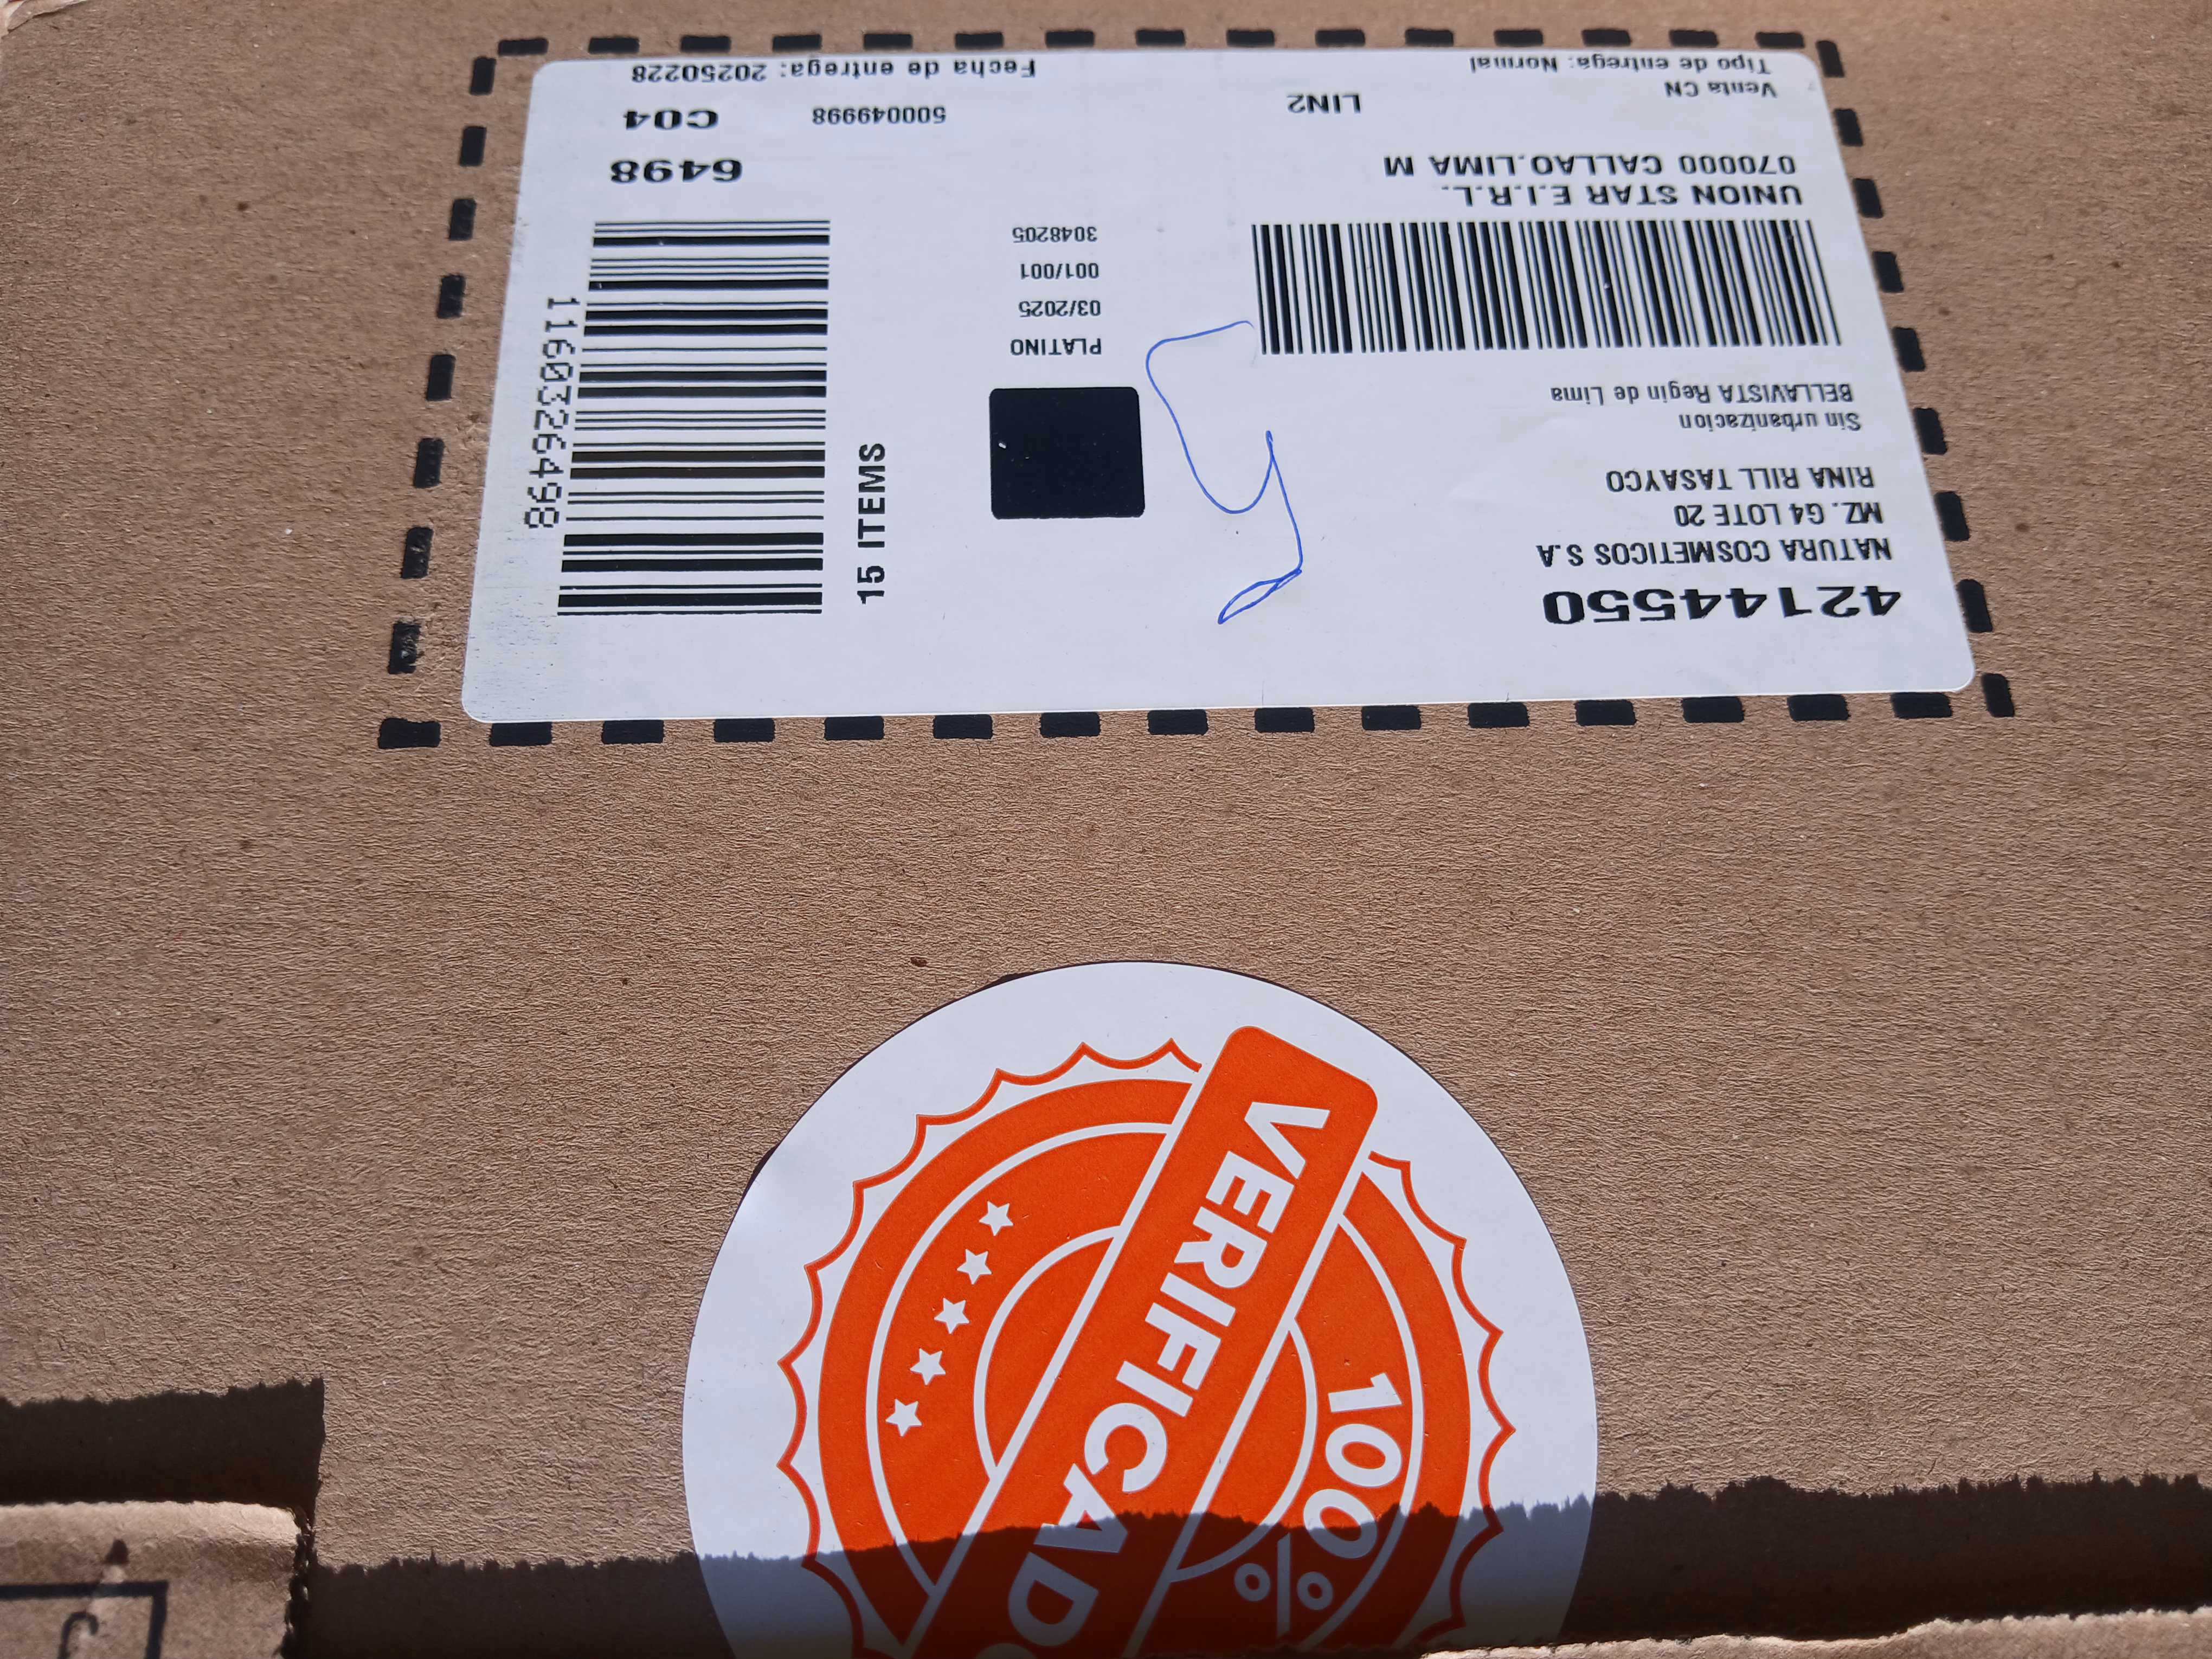 42144550
NATURA COSMETICOS S.A
MZ. G4 LOTE 20
RINA RILL TASAYCO
Sin urbanizacion
BELLAVISTA Regin de Lima
UNION STAR E.I.R.L.
070000 CALLAO.LIMA M
Venta CN
Tipo de entrega: Normal
LIN2
PLATINO
03/2025
001/001
3048205
15 ITEMS
1160326498
6498
500049998
C04
Fecha de entrega: 20250228
VERIFICADO
100%